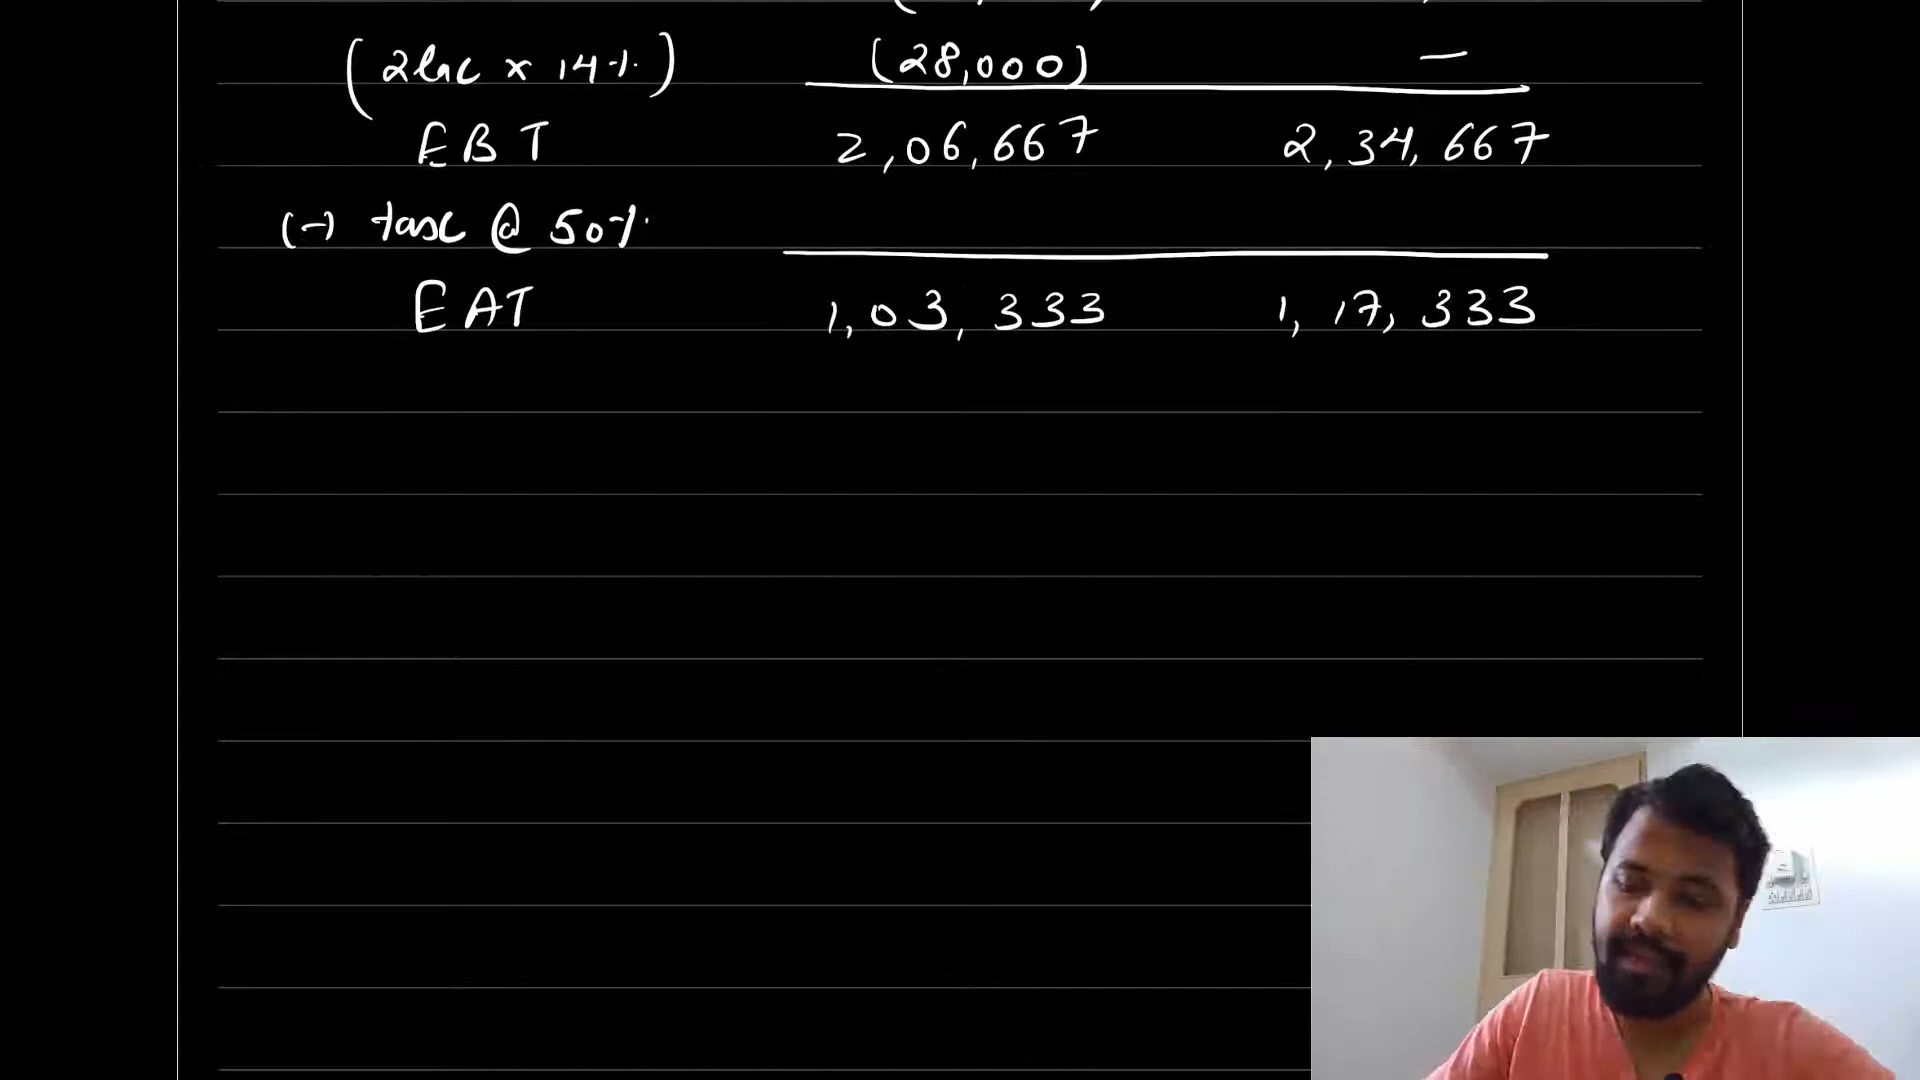 (2lac x 14%) (28,000) —
EBT 2,06,667 2,34,667
(-) tax @ 50%
EAT 1,03,333 1,17,333